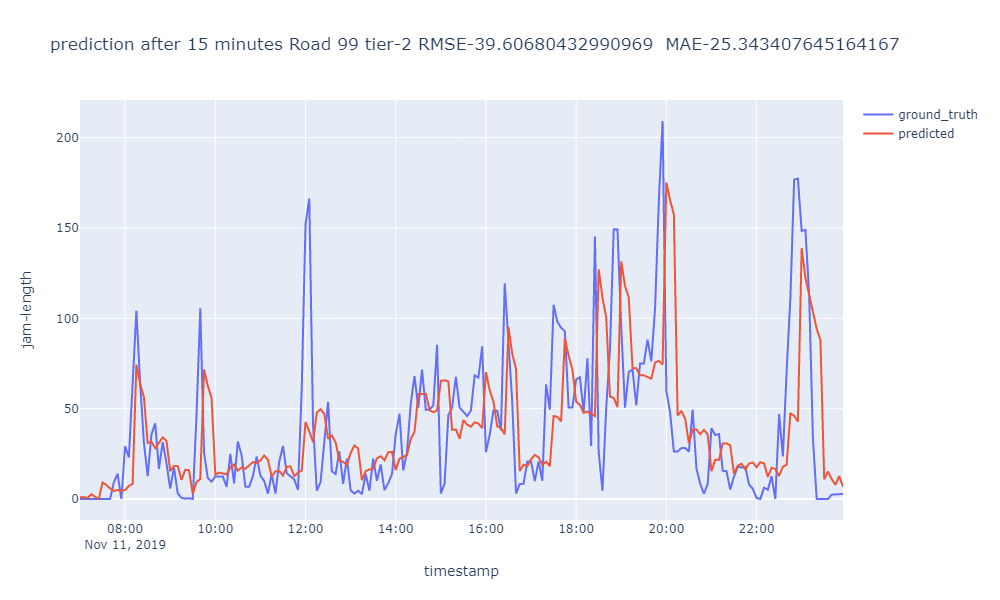 prediction after 15 minutes Road 99 tier-2 RMSE-39.60680432990969  MAE-25.343407645164167
ground_truth
predicted
200
150
100
50
0
jam-length
08:00 10:00 12:00 14:00 16:00 18:00 20:00 22:00
Nov 11, 2019
timestamp